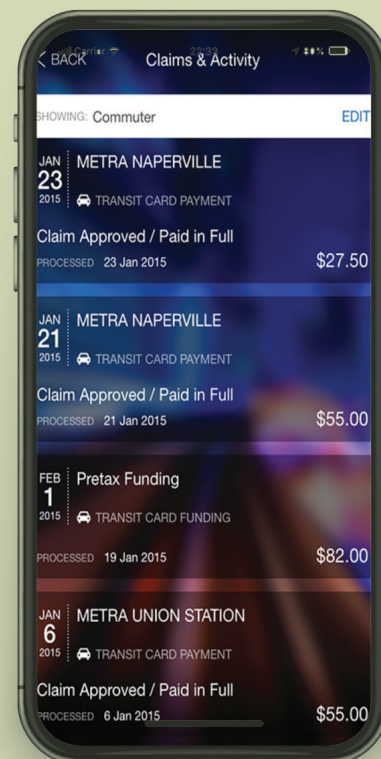 Carrier 22:33
BACK Claims & Activity
SHOWING: Commuter EDIT
JAN METRA NAPERVILLE
23
2015 TRANSIT CARD PAYMENT
Claim Approved / Paid in Full
PROCESSED 23 Jan 2015 $27.50
JAN METRA NAPERVILLE
21
2015 TRANSIT CARD PAYMENT
Claim Approved / Paid in Full
PROCESSED 21 Jan 2015 $55.00
FEB Pretax Funding
1
2015 TRANSIT CARD FUNDING
PROCESSED 19 Jan 2015 $82.00
JAN METRA UNION STATION
6
2015 TRANSIT CARD PAYMENT
Claim Approved / Paid in Full
PROCESSED 6 Jan 2015 $55.00